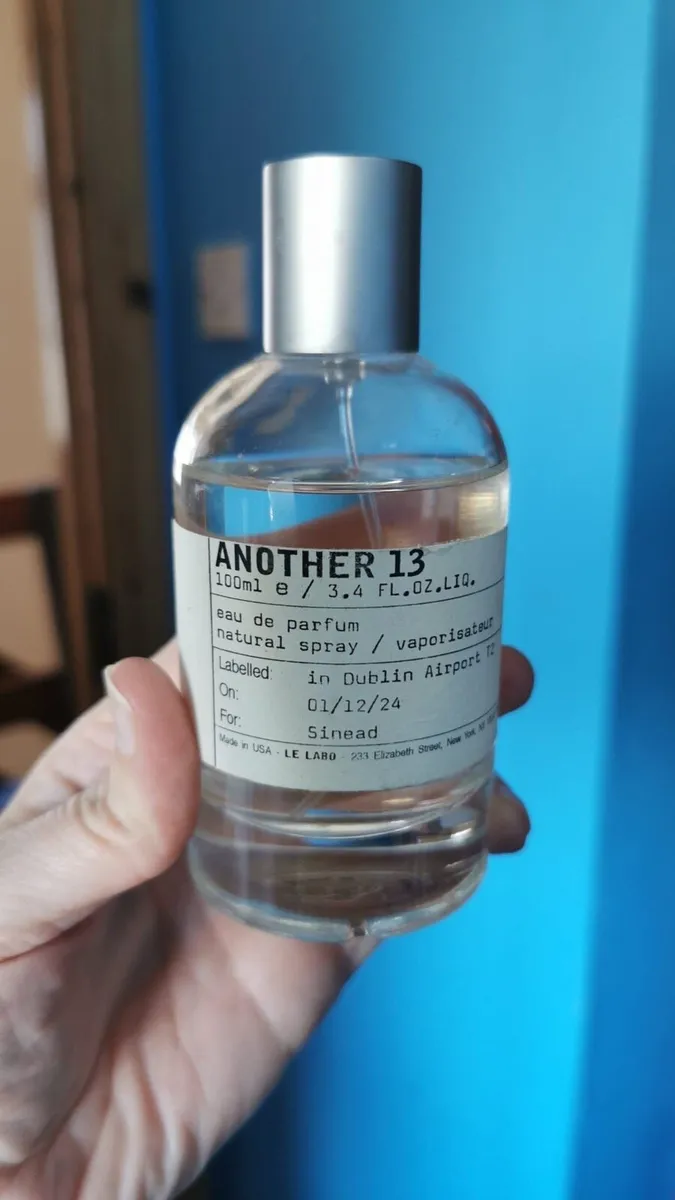 ANOTHER 13
100ml e / 3.4 FL.OZ.LIQ.
eau de parfum
natural spray / vaporisateur
Labelled: in Dublin Airport T2
On: 01/12/24
For: Sinead
Made in USA - LE LABO - 233 Elizabeth Street, New York, NY